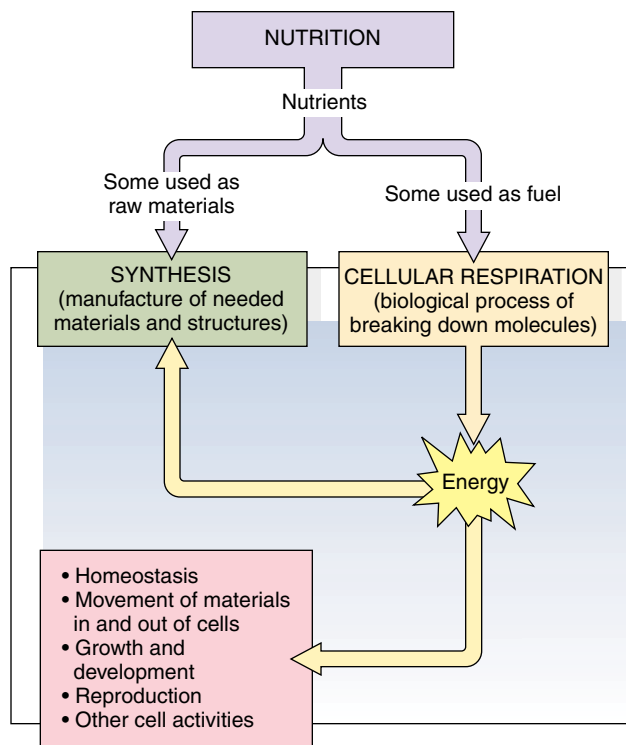 NUTRITION
Nutrients
Some used as
raw materials
Some used as fuel
SYNTHESIS
(manufacture of needed
materials and structures)
CELLULAR RESPIRATION
(biological process of
breaking down molecules)
Energy
• Homeostasis
• Movement of materials
in and out of cells
• Growth and
development
• Reproduction
• Other cell activities